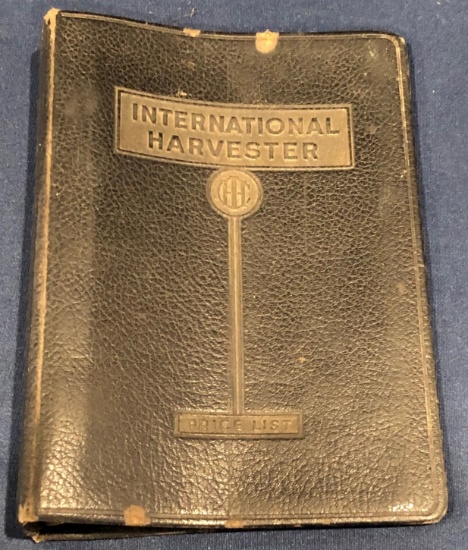 INTERNATIONAL
HARVESTER
IHC
PRICE LIST